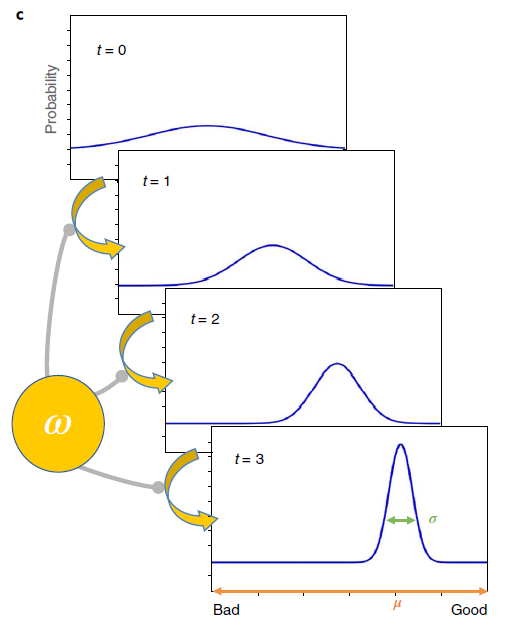 c
t = 0
Probability
t = 1
t = 2
ω
t = 3
σ
μ
Bad
Good